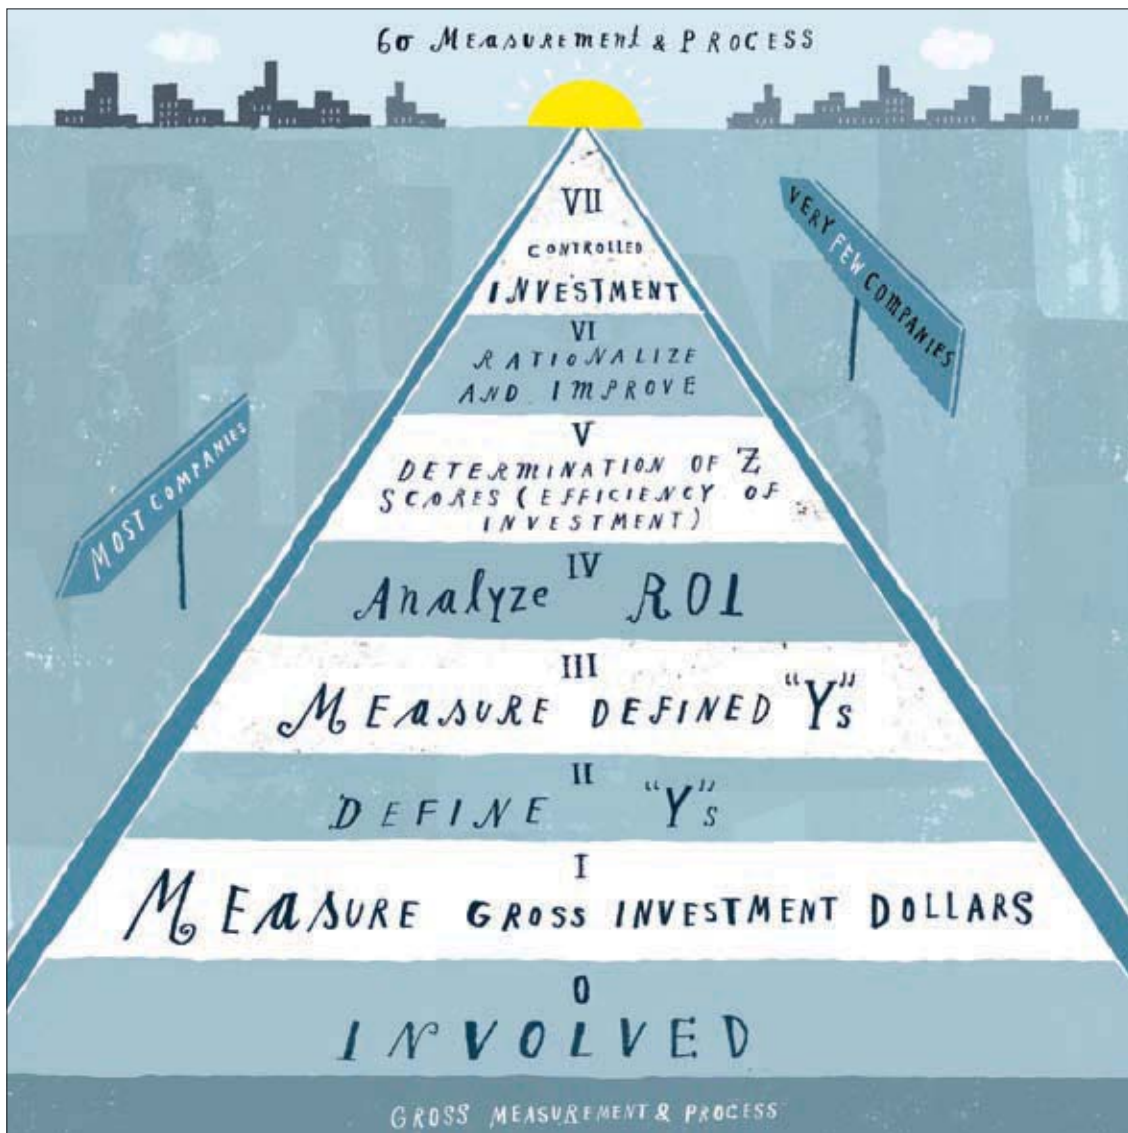 6σ MEASUREMENT & PROCESS
VII
CONTROLLED
INVESTMENT
VERY FEW COMPANIES
VI
RATIONALIZE
AND IMPROVE
MOST COMPANIES
V
DETERMINATION OF Z
SCORES (EFFICIENCY OF
INVESTMENT)
IV
Analyze ROI
III
MEASURE DEFINED "Ys"
II
DEFINE "Y"s
I
MEASURE GROSS INVESTMENT DOLLARS
0
INVOLVED
GROSS MEASUREMENT & PROCESS